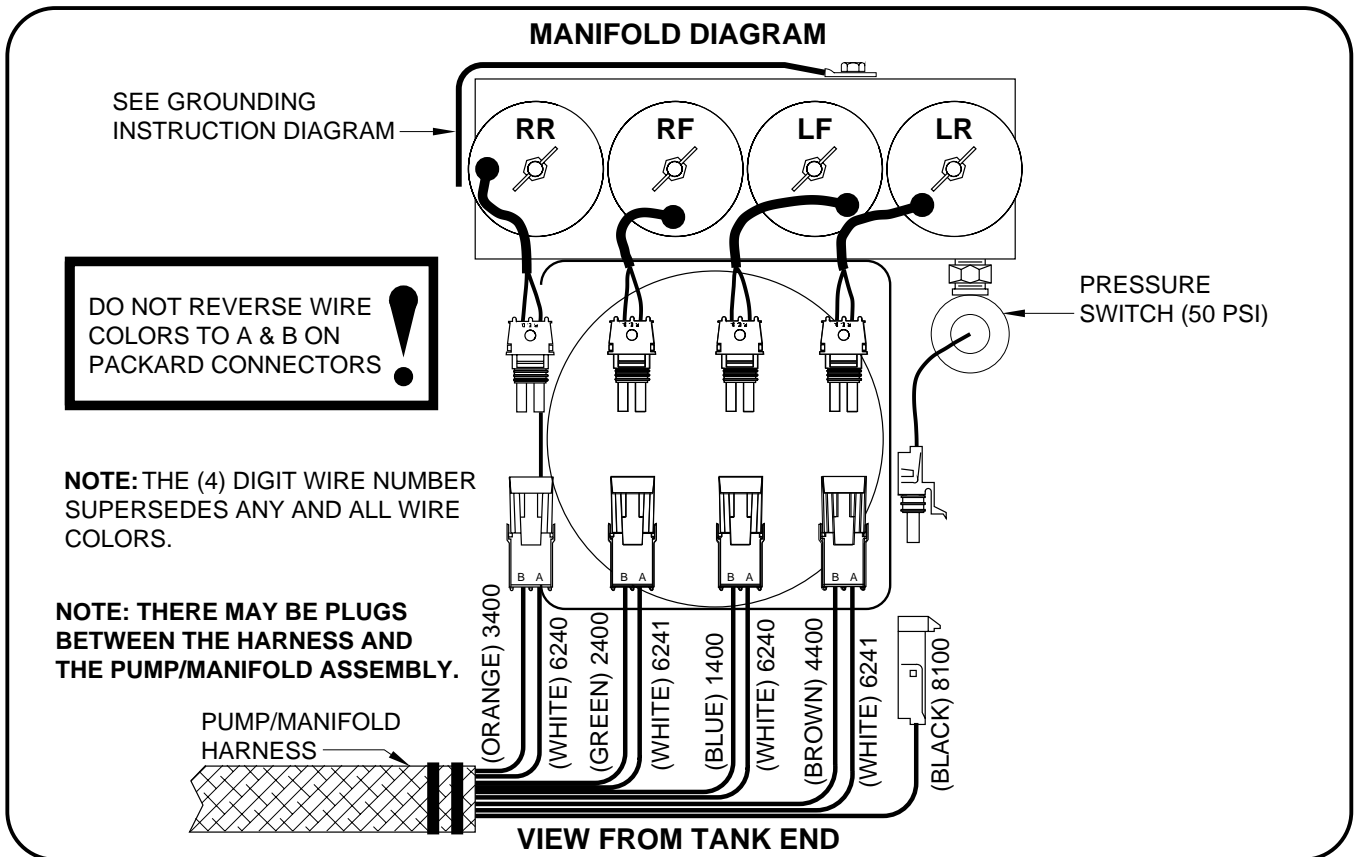 MANIFOLD DIAGRAM
SEE GROUNDING
INSTRUCTION DIAGRAM
RR
RF
LF
LR
PRESSURE
SWITCH (50 PSI)
DO NOT REVERSE WIRE
COLORS TO A & B ON
PACKARD CONNECTORS
!
NOTE: THE (4) DIGIT WIRE NUMBER
SUPERSEDES ANY AND ALL WIRE
COLORS.
B A
B A
B A
B A
NOTE: THERE MAY BE PLUGS
BETWEEN THE HARNESS AND
THE PUMP/MANIFOLD ASSEMBLY.
(ORANGE) 3400
(WHITE) 6240
(GREEN) 2400
(WHITE) 6241
(BLUE) 1400
(WHITE) 6240
(BROWN) 4400
(WHITE) 6241
(BLACK) 8100
PUMP/MANIFOLD
HARNESS
VIEW FROM TANK END